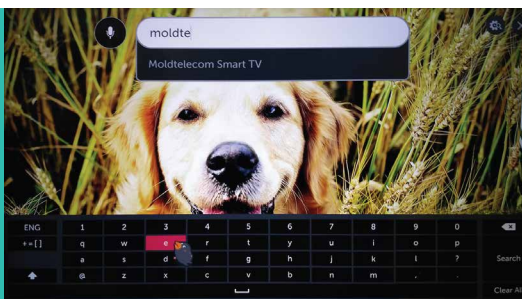 moldte
Moldtelecom Smart TV
ENG 1 2 3 4 5 6 7 8 9 0
+=[] q w e r t y u i o p
a s d f g h j k l ? Search
@ z x c v b n m , .
Clear All